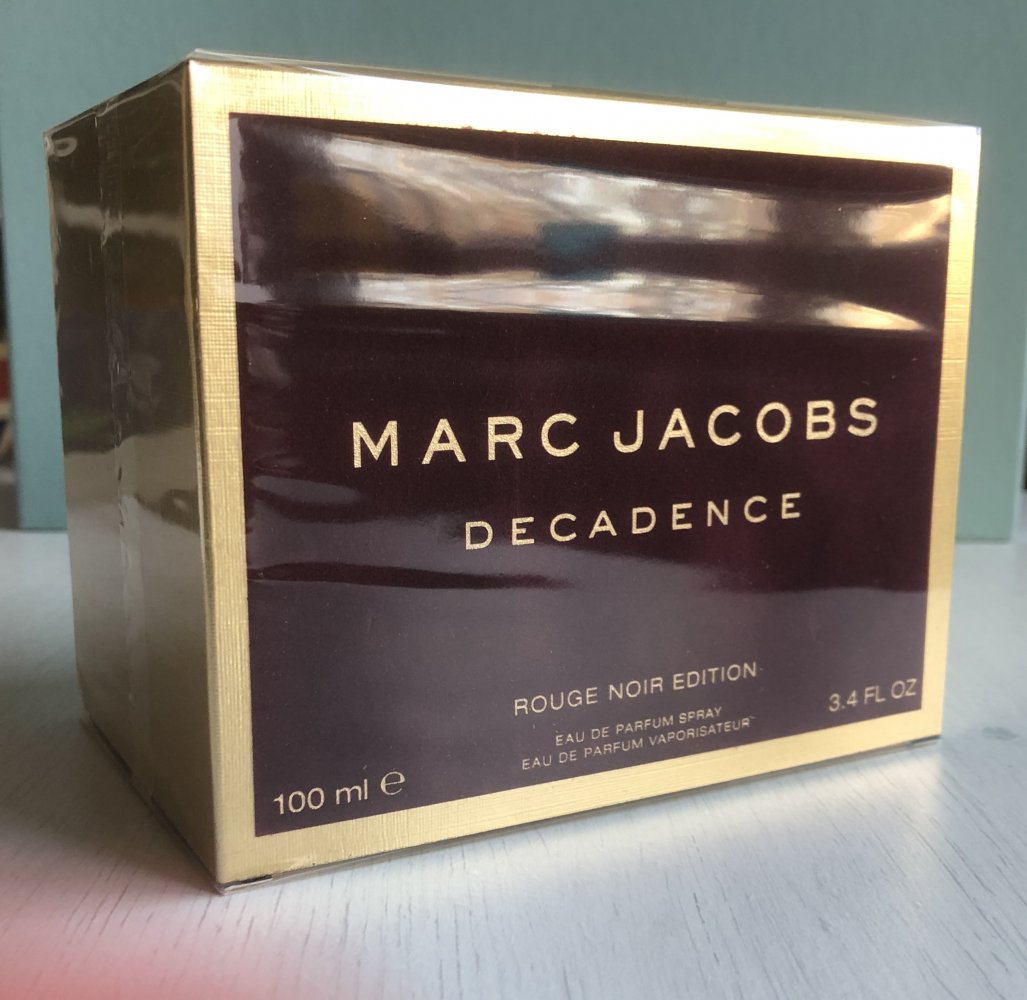 MARC JACOBS
DECADENCE
ROUGE NOIR EDITION
EAU DE PARFUM SPRAY
EAU DE PARFUM VAPORISATEUR
100 ml ℮
3.4 FL OZ